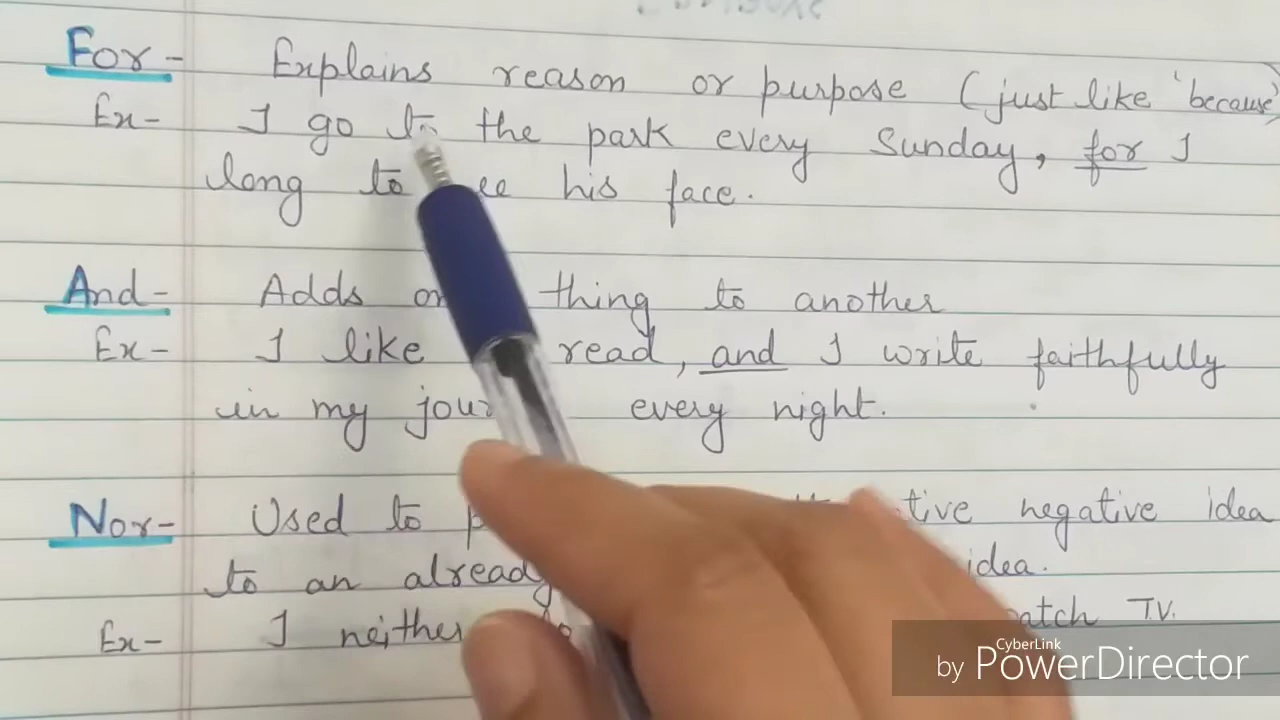 For - Explains reason or purpose (just like 'because'
Ex - I go to the park every Sunday, for I
long to his face.
And - Adds thing to another
Ex - I like read, and I write faithfully
in my every night.
Nor - Used to negative idea
to an already idea.
Ex - I neither T.V.
CyberLink
by PowerDirector